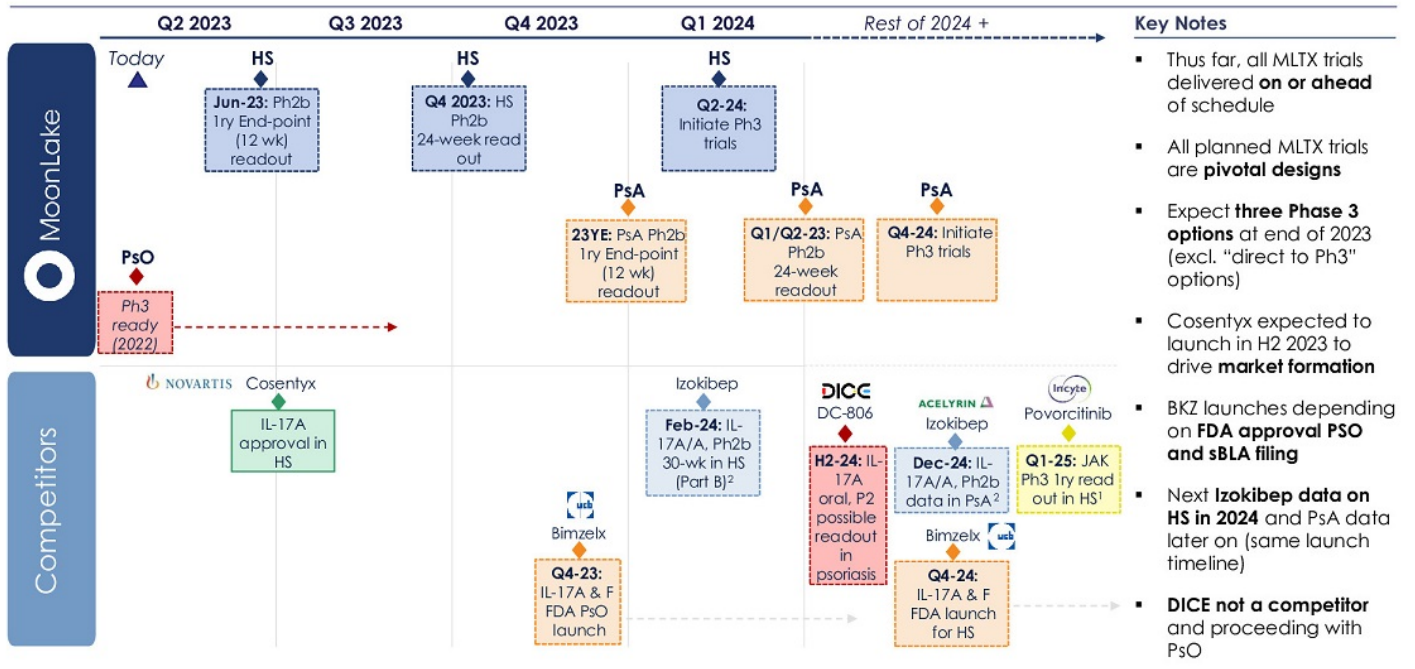 Q2 2023 Q3 2023 Q4 2023 Q1 2024 Rest of 2024 +
MoonLake
Today
HS
Jun-23: Ph2b
1ry End-point
(12 wk)
readout
HS
Q4 2023: HS
Ph2b
24-week read
out
HS
Q2-24:
Initiate Ph3
trials
PsA
23YE: PsA Ph2b
1ry End-point
(12 wk)
readout
PsA
Q1/Q2-23: PsA
Ph2b
24-week
readout
PsA
Q4-24: Initiate
Ph3 trials
PsO
Ph3
ready
(2022)
Competitors
NOVARTIS Cosentyx
IL-17A
approval in
HS
Izokibep
Feb-24: IL-
17A/A, Ph2b
30-wk in HS
(Part B)2
ucb
Bimzelx
Q4-23:
IL-17A & F
FDA PsO
launch
DICE
DC-806
H2-24: IL-
17A
oral, P2
possible
readout
in
psoriasis
ACELYRIN
Izokibep
Dec-24: IL-
17A/A, Ph2b
data in PsA2
Incyte
Povorcitinib
Q1-25: JAK
Ph3 1ry read
out in HS1
Bimzelx ucb
Q4-24:
IL-17A & F
FDA launch
for HS
Key Notes
▪ Thus far, all MLTX trials
delivered on or ahead
of schedule
▪ All planned MLTX trials
are pivotal designs
▪ Expect three Phase 3
options at end of 2023
(excl. “direct to Ph3”
options)
▪ Cosentyx expected to
launch in H2 2023 to
drive market formation
▪ BKZ launches depending
on FDA approval PSO
and sBLA filing
▪ Next Izokibep data on
HS in 2024 and PsA data
later on (same launch
timeline)
▪ DICE not a competitor
and proceeding with
PsO